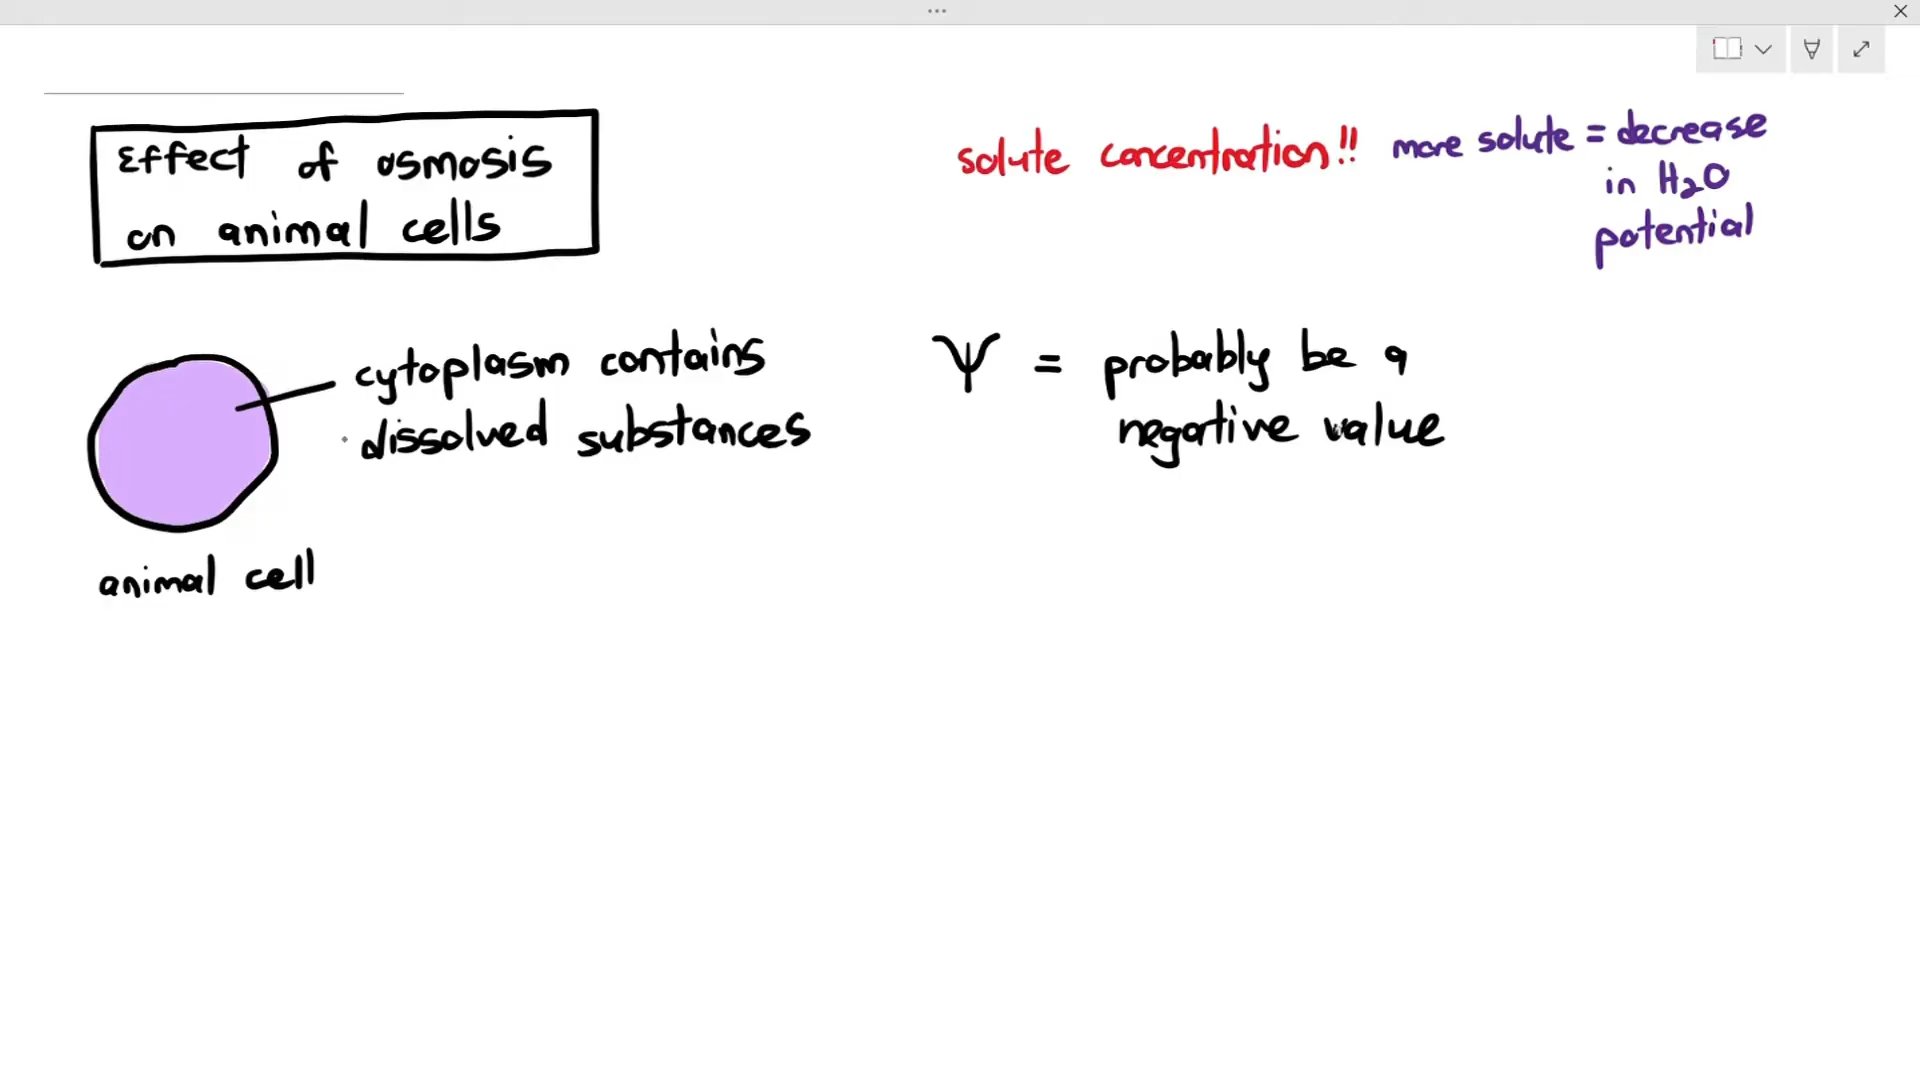 Effect of osmosis
on animal cells
solute concentration!! more solute = decrease
in H2O
potential
cytoplasm contains
dissolved substances
Ψ = probably be a
negative value
animal cell